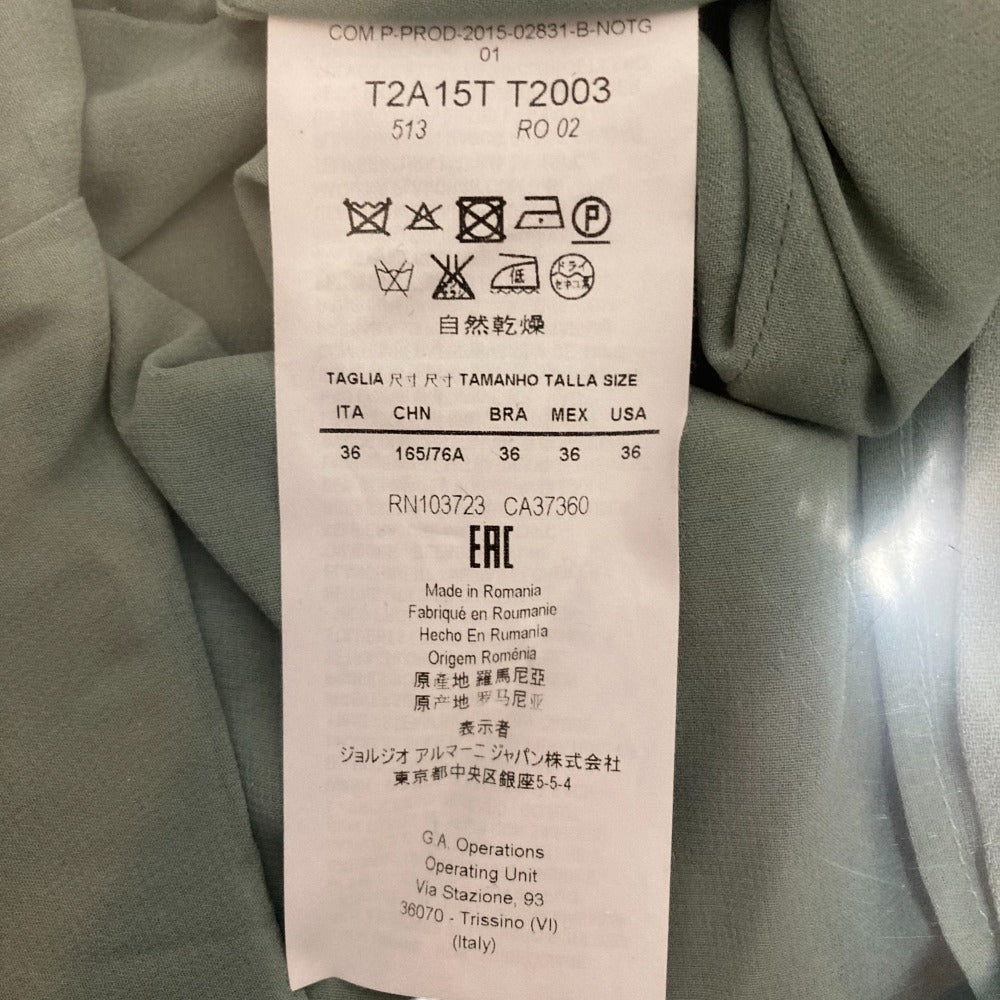 COM P-PROD-2015-02831-B-NOTG
01
T2A15T T2003
513 RO 02
P
低 ドライ セキユ系
自然乾燥
TAGLIA 尺寸 尺寸 TAMANHO TALLA SIZE
ITA CHN BRA MEX USA
36 165/76A 36 36 36
RN103723 CA37360
EAC
Made in Romania
Fabriqué en Roumanie
Hecho En Rumania
Origem Romênia
原產地 羅馬尼亞
原产地 罗马尼亚
表示者
ジョルジオ アルマーニ ジャパン株式会社
東京都中央区銀座5-5-4
G.A. Operations
Operating Unit
Via Stazione, 93
36070 - Trissino (VI)
(Italy)